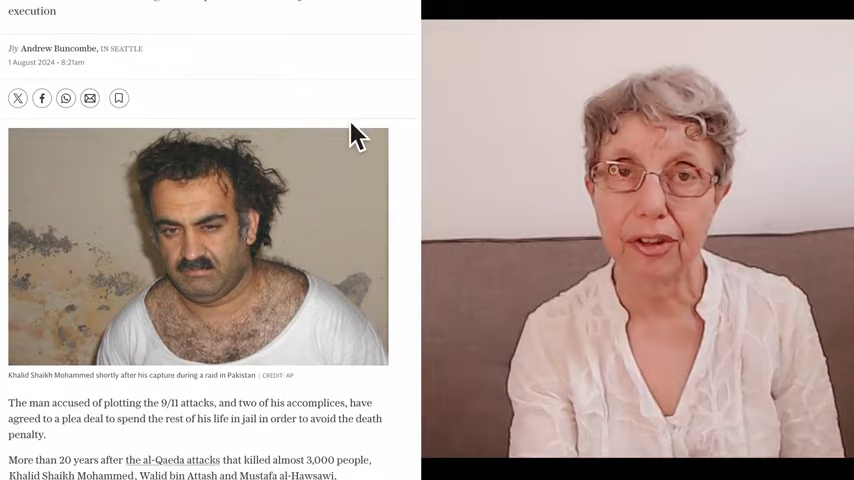 execution
By Andrew Buncombe, IN SEATTLE
1 August 2024 • 8:21am
Khalid Shaikh Mohammed shortly after his capture during a raid in Pakistan | CREDIT: AP
The man accused of plotting the 9/11 attacks, and two of his accomplices, have
agreed to a plea deal to spend the rest of his life in jail in order to avoid the death
penalty.
More than 20 years after the al-Qaeda attacks that killed almost 3,000 people,
Khalid Shaikh Mohammed, Walid bin Attash and Mustafa al-Hawsawi,